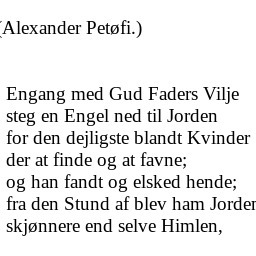 (Alexander Petøfi.)
Engang med Gud Faders Vilje
steg en Engel ned til Jorden
for den dejligste blandt Kvinder
der at finde og at favne;
og han fandt og elsked hende;
fra den Stund af blev ham Jorden
skjønnere end selve Himlen,